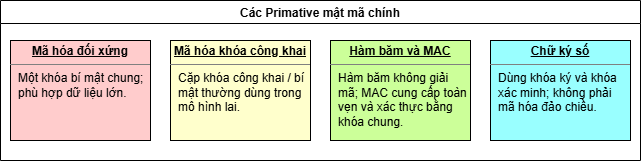 Các Primative mật mã chính
Mã hóa đối xứng
Một khóa bí mật chung;
phù hợp dữ liệu lớn.
Mã hóa khóa công khai
Cặp khóa công khai / bí
mật thường dùng trong
mô hình lai.
Hàm băm và MAC
Hàm băm không giải
mã; MAC cung cấp toàn
vẹn và xác thực bằng
khóa chung.
Chữ ký số
Dùng khóa ký và khóa
xác minh; không phải
mã hóa đảo chiều.